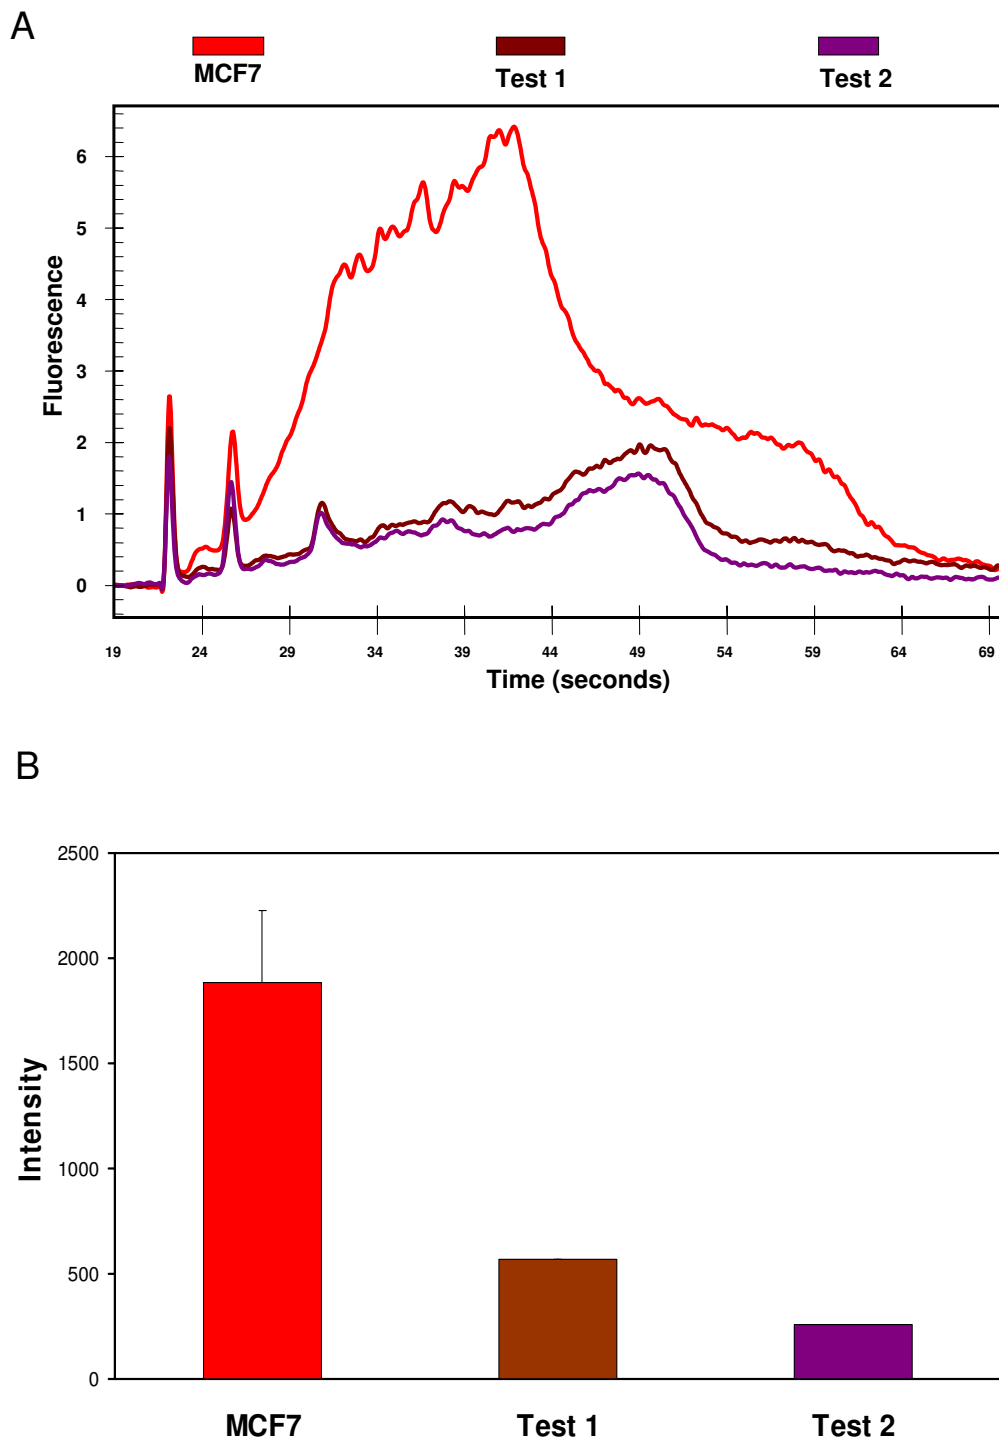 A
MCF7 Test 1 Test 2
6
5
4
3
2
1
0
Fluorescence
19 24 29 34 39 44 49 54 59 64 69
Time (seconds)
B
2500
2000
1500
1000
500
0
Intensity
MCF7 Test 1 Test 2